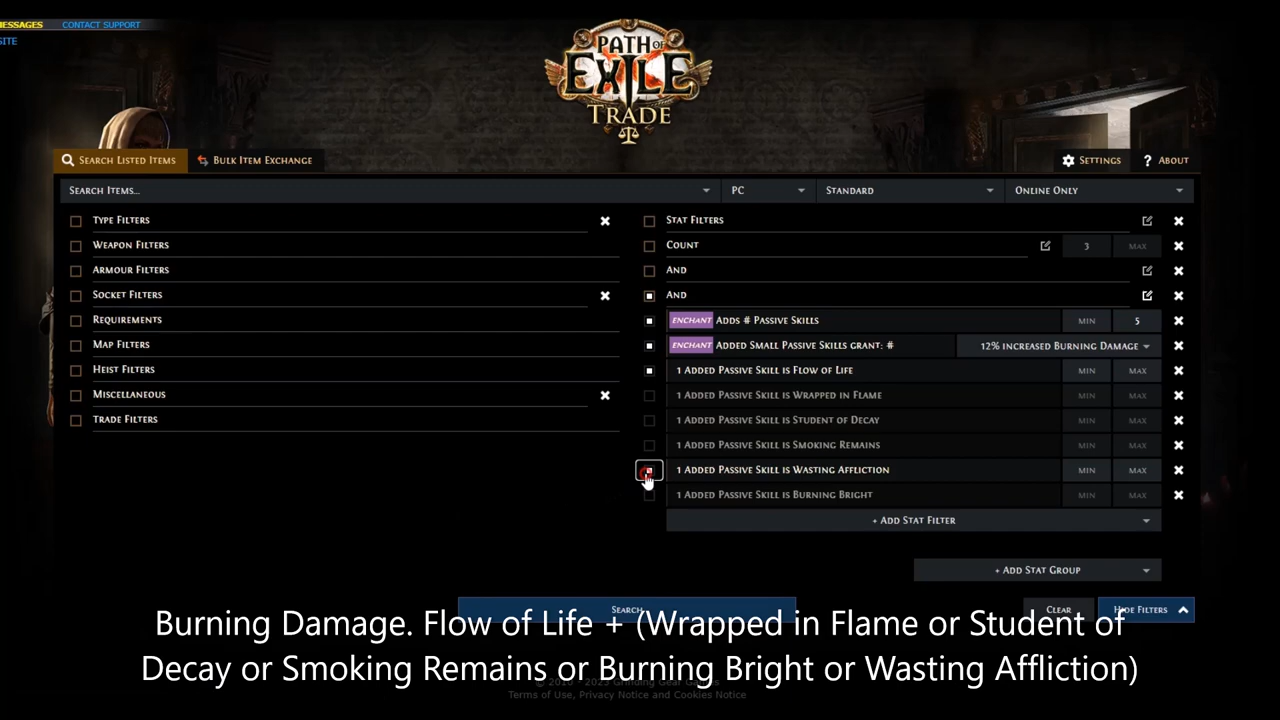 MESSAGES CONTACT SUPPORT
SITE
PATH OF
EXILE
TRADE
SEARCH LISTED ITEMS
BULK ITEM EXCHANGE
SETTINGS
? ABOUT
SEARCH ITEMS...
PC
STANDARD
ONLINE ONLY
TYPE FILTERS
WEAPON FILTERS
ARMOUR FILTERS
SOCKET FILTERS
REQUIREMENTS
MAP FILTERS
HEIST FILTERS
MISCELLANEOUS
TRADE FILTERS
STAT FILTERS
COUNT 3 MAX
AND
AND
ENCHANT ADDS # PASSIVE SKILLS MIN 5
ENCHANT ADDED SMALL PASSIVE SKILLS GRANT: # 12% INCREASED BURNING DAMAGE
1 ADDED PASSIVE SKILL IS FLOW OF LIFE MIN MAX
1 ADDED PASSIVE SKILL IS WRAPPED IN FLAME MIN MAX
1 ADDED PASSIVE SKILL IS STUDENT OF DECAY MIN MAX
1 ADDED PASSIVE SKILL IS SMOKING REMAINS MIN MAX
1 ADDED PASSIVE SKILL IS WASTING AFFLICTION MIN MAX
1 ADDED PASSIVE SKILL IS BURNING BRIGHT MIN MAX
+ ADD STAT FILTER
+ ADD STAT GROUP
SEARCH
CLEAR
HIDE FILTERS
Burning Damage. Flow of Life + (Wrapped in Flame or Student of
Decay or Smoking Remains or Burning Bright or Wasting Affliction)
Terms of Use, Privacy Notice and Cookies Notice